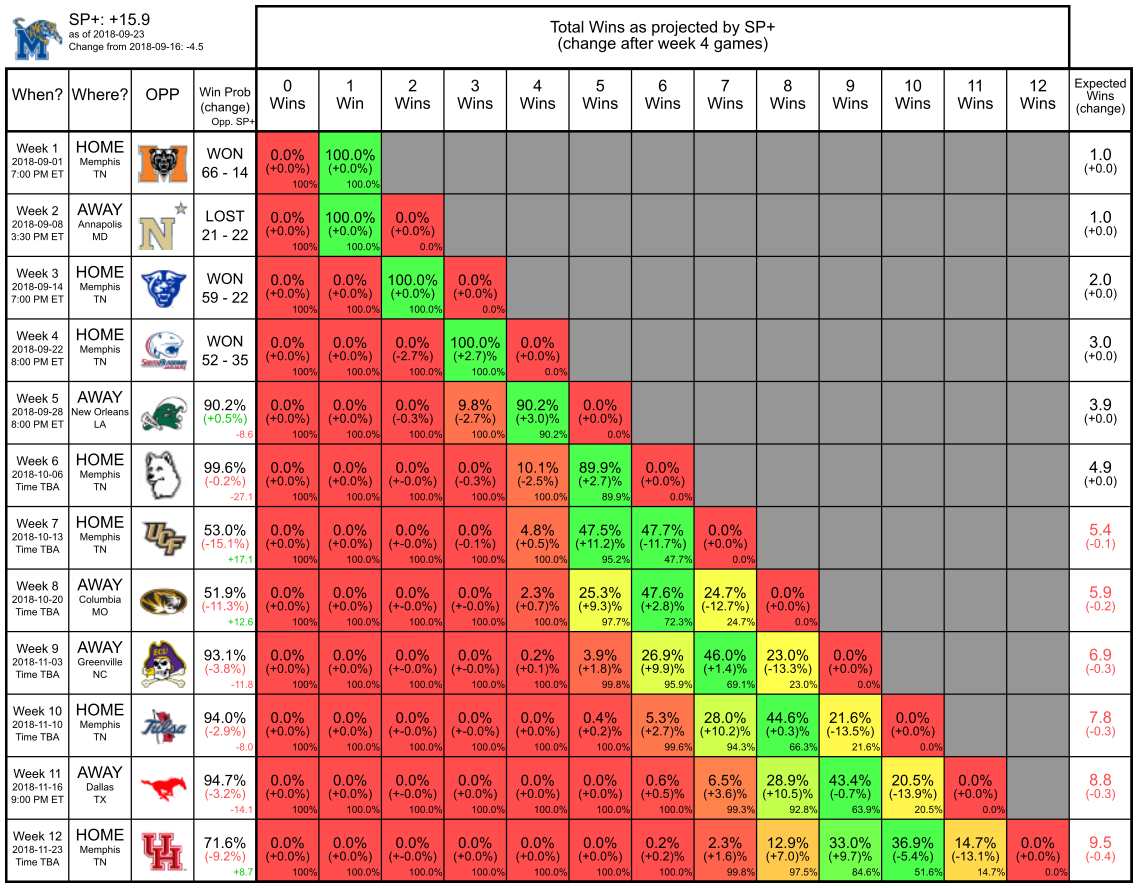 SP+: +15.9
as of 2018-09-23
Change from 2018-09-16: -4.5
Total Wins as projected by SP+
(change after week 4 games)
When? Where? OPP Win Prob (change) Opp. SP+ 0 Wins 1 Win 2 Wins 3 Wins 4 Wins 5 Wins 6 Wins 7 Wins 8 Wins 9 Wins 10 Wins 11 Wins 12 Wins Expected Wins (change)
Week 1 HOME WON 0.0% 100.0% 1.0
2018-09-01 Memphis M 66 - 14 (+0.0%) (+0.0%) (+0.0)
7:00 PM ET TN 100% 100.0%
Week 2 AWAY LOST 0.0% 100.0% 0.0% 1.0
2018-09-08 Annapolis N 21 - 22 (+0.0%) (+0.0%) (+0.0%) (+0.0)
3:30 PM ET MD 100% 100.0% 0.0%
Week 3 HOME WON 0.0% 0.0% 100.0% 0.0% 2.0
2018-09-14 Memphis 59 - 22 (+0.0%) (+0.0%) (+0.0%) (+0.0%) (+0.0)
7:00 PM ET TN 100% 100.0% 100.0% 0.0%
Week 4 HOME WON 0.0% 0.0% 0.0% 100.0% 0.0% 3.0
2018-09-22 Memphis 52 - 35 (+0.0%) (+0.0%) (-2.7%) (+2.7)% (+0.0%) (+0.0)
8:00 PM ET TN 100% 100.0% 100.0% 100.0% 0.0%
Week 5 AWAY 90.2% 0.0% 0.0% 0.0% 9.8% 90.2% 0.0% 3.9
2018-09-28 New Orleans (+0.5%) (+0.0%) (+0.0%) (-0.3%) (-2.7%) (+3.0)% (+0.0%) (+0.0)
8:00 PM ET LA -8.6 100% 100.0% 100.0% 100.0% 90.2% 0.0%
Week 6 HOME 99.6% 0.0% 0.0% 0.0% 0.0% 10.1% 89.9% 0.0% 4.9
2018-10-06 Memphis (-0.2%) (+0.0%) (+0.0%) (+-0.0%) (-0.3%) (-2.5%) (+2.7)% (+0.0%) (+0.0)
Time TBA TN -27.1 100% 100.0% 100.0% 100.0% 100.0% 89.9% 0.0%
Week 7 HOME 53.0% 0.0% 0.0% 0.0% 0.0% 4.8% 47.5% 47.7% 0.0% 5.4
2018-10-13 Memphis UCF (-15.1%) (+0.0%) (+0.0%) (+-0.0%) (-0.1%) (+0.5)% (+11.2)% (-11.7%) (+0.0%) (-0.1)
Time TBA TN +17.1 100% 100.0% 100.0% 100.0% 100.0% 95.2% 47.7% 0.0%
Week 8 AWAY 51.9% 0.0% 0.0% 0.0% 0.0% 2.3% 25.3% 47.6% 24.7% 0.0% 5.9
2018-10-20 Columbia (-11.3%) (+0.0%) (+0.0%) (+-0.0%) (+-0.0%) (+0.7)% (+9.3)% (+2.8)% (-12.7%) (+0.0%) (-0.2)
Time TBA MO +12.6 100% 100.0% 100.0% 100.0% 100.0% 97.7% 72.3% 24.7% 0.0%
Week 9 AWAY 93.1% 0.0% 0.0% 0.0% 0.0% 0.2% 3.9% 26.9% 46.0% 23.0% 0.0% 6.9
2018-11-03 Greenville ECU (-3.8%) (+0.0%) (+0.0%) (+-0.0%) (+-0.0%) (+0.1)% (+1.8)% (+9.9)% (+1.4)% (-13.3%) (+0.0%) (-0.3)
Time TBA NC -11.8 100% 100.0% 100.0% 100.0% 100.0% 99.8% 95.9% 69.1% 23.0% 0.0%
Week 10 HOME 94.0% 0.0% 0.0% 0.0% 0.0% 0.0% 0.4% 5.3% 28.0% 44.6% 21.6% 0.0% 7.8
2018-11-10 Memphis Tulsa (-2.9%) (+0.0%) (+0.0%) (+-0.0%) (+-0.0%) (+0.0%) (+0.2)% (+2.7)% (+10.2)% (+0.3)% (-13.5%) (+0.0%) (-0.3)
Time TBA TN -8.0 100% 100.0% 100.0% 100.0% 100.0% 100.0% 99.6% 94.3% 66.3% 21.6% 0.0%
Week 11 AWAY 94.7% 0.0% 0.0% 0.0% 0.0% 0.0% 0.0% 0.6% 6.5% 28.9% 43.4% 20.5% 0.0% 8.8
2018-11-16 Dallas (-3.2%) (+0.0%) (+0.0%) (+-0.0%) (+0.0%) (+0.0%) (+0.0%) (+0.5)% (+3.6)% (+10.5)% (-0.7%) (-13.9%) (+0.0%) (-0.3)
9:00 PM ET TX -14.1 100% 100.0% 100.0% 100.0% 100.0% 100.0% 100.0% 99.3% 92.8% 63.9% 20.5% 0.0%
Week 12 HOME 71.6% 0.0% 0.0% 0.0% 0.0% 0.0% 0.0% 0.2% 2.3% 12.9% 33.0% 36.9% 14.7% 0.0% 9.5
2018-11-23 Memphis UH (-9.2%) (+0.0%) (+0.0%) (+-0.0%) (+0.0%) (+0.0%) (+0.0%) (+0.2)% (+1.6)% (+7.0)% (+9.7)% (-5.4%) (-13.1%) (+0.0%) (-0.4)
Time TBA TN +8.7 100% 100.0% 100.0% 100.0% 100.0% 100.0% 100.0% 99.8% 97.5% 84.6% 51.6% 14.7% 0.0%